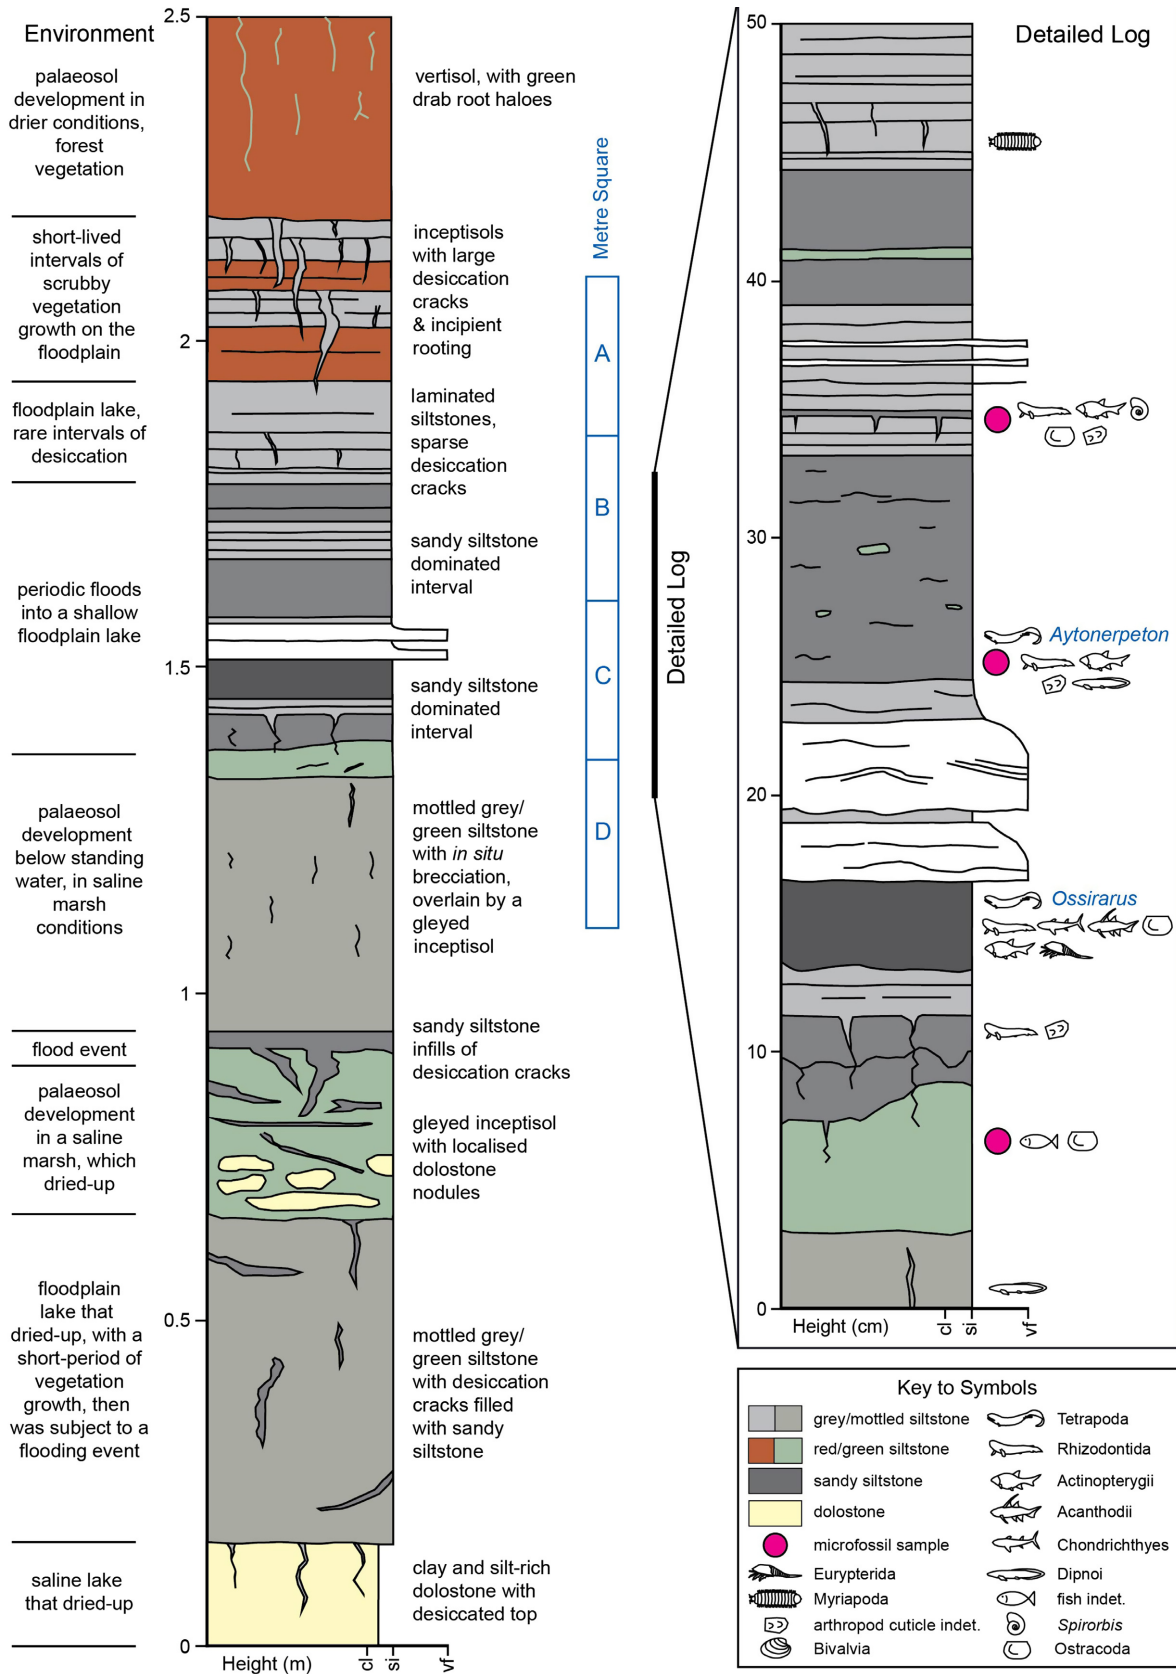 Environment
palaeosol
development in
drier conditions,
forest
vegetation
short-lived
intervals of
scrubby
vegetation
growth on the
floodplain
floodplain lake,
rare intervals of
desiccation
periodic floods
into a shallow
floodplain lake
palaeosol
development
below standing
water, in saline
marsh
conditions
flood event
palaeosol
development
in a saline
marsh, which
dried-up
floodplain
lake that
dried-up, with a
short-period of
vegetation
growth, then
was subject to a
flooding event
saline lake
that dried-up
2.5
2
1.5
1
0.5
0
Height (m)
cl
si
vf
vertisol, with green
drab root haloes
inceptisols
with large
desiccation
cracks
& incipient
rooting
laminated
siltstones,
sparse
desiccation
cracks
sandy siltstone
dominated
interval
sandy siltstone
dominated
interval
mottled grey/
green siltstone
with in situ
brecciation,
overlain by a
gleyed
inceptisol
sandy siltstone
infills of
desiccation cracks
gleyed inceptisol
with localised
dolostone
nodules
mottled grey/
green siltstone
with desiccation
cracks filled
with sandy
siltstone
clay and silt-rich
dolostone with
desiccated top
Metre Square
A
B
C
D
Detailed Log
Detailed Log
50
40
30
20
10
0
Height (cm)
cl
si
vf
Aytonerpeton
Ossirarus
Key to Symbols
grey/mottled siltstone
red/green siltstone
sandy siltstone
dolostone
microfossil sample
Eurypterida
Myriapoda
arthropod cuticle indet.
Bivalvia
Tetrapoda
Rhizodontida
Actinopterygii
Acanthodii
Chondrichthyes
Dipnoi
fish indet.
Spirorbis
Ostracoda